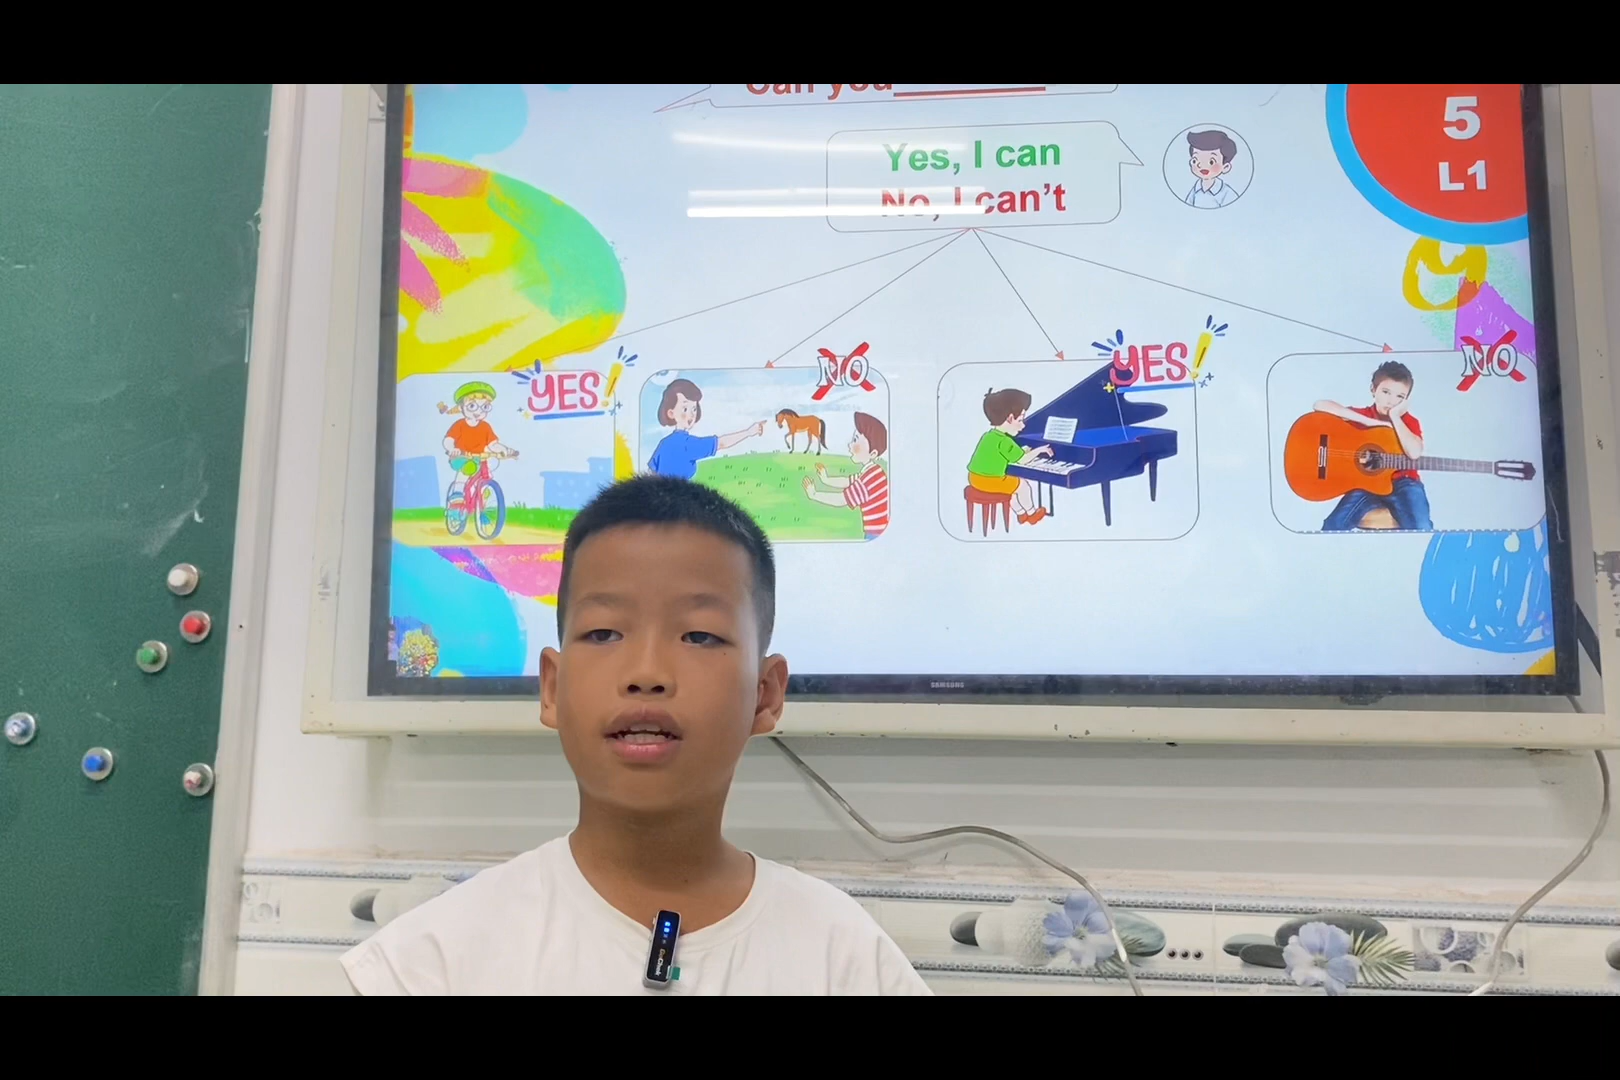 Can you
Yes, I can
No, I can't
5
L1
YES!
NO
YES!
NO
SAMSUNG